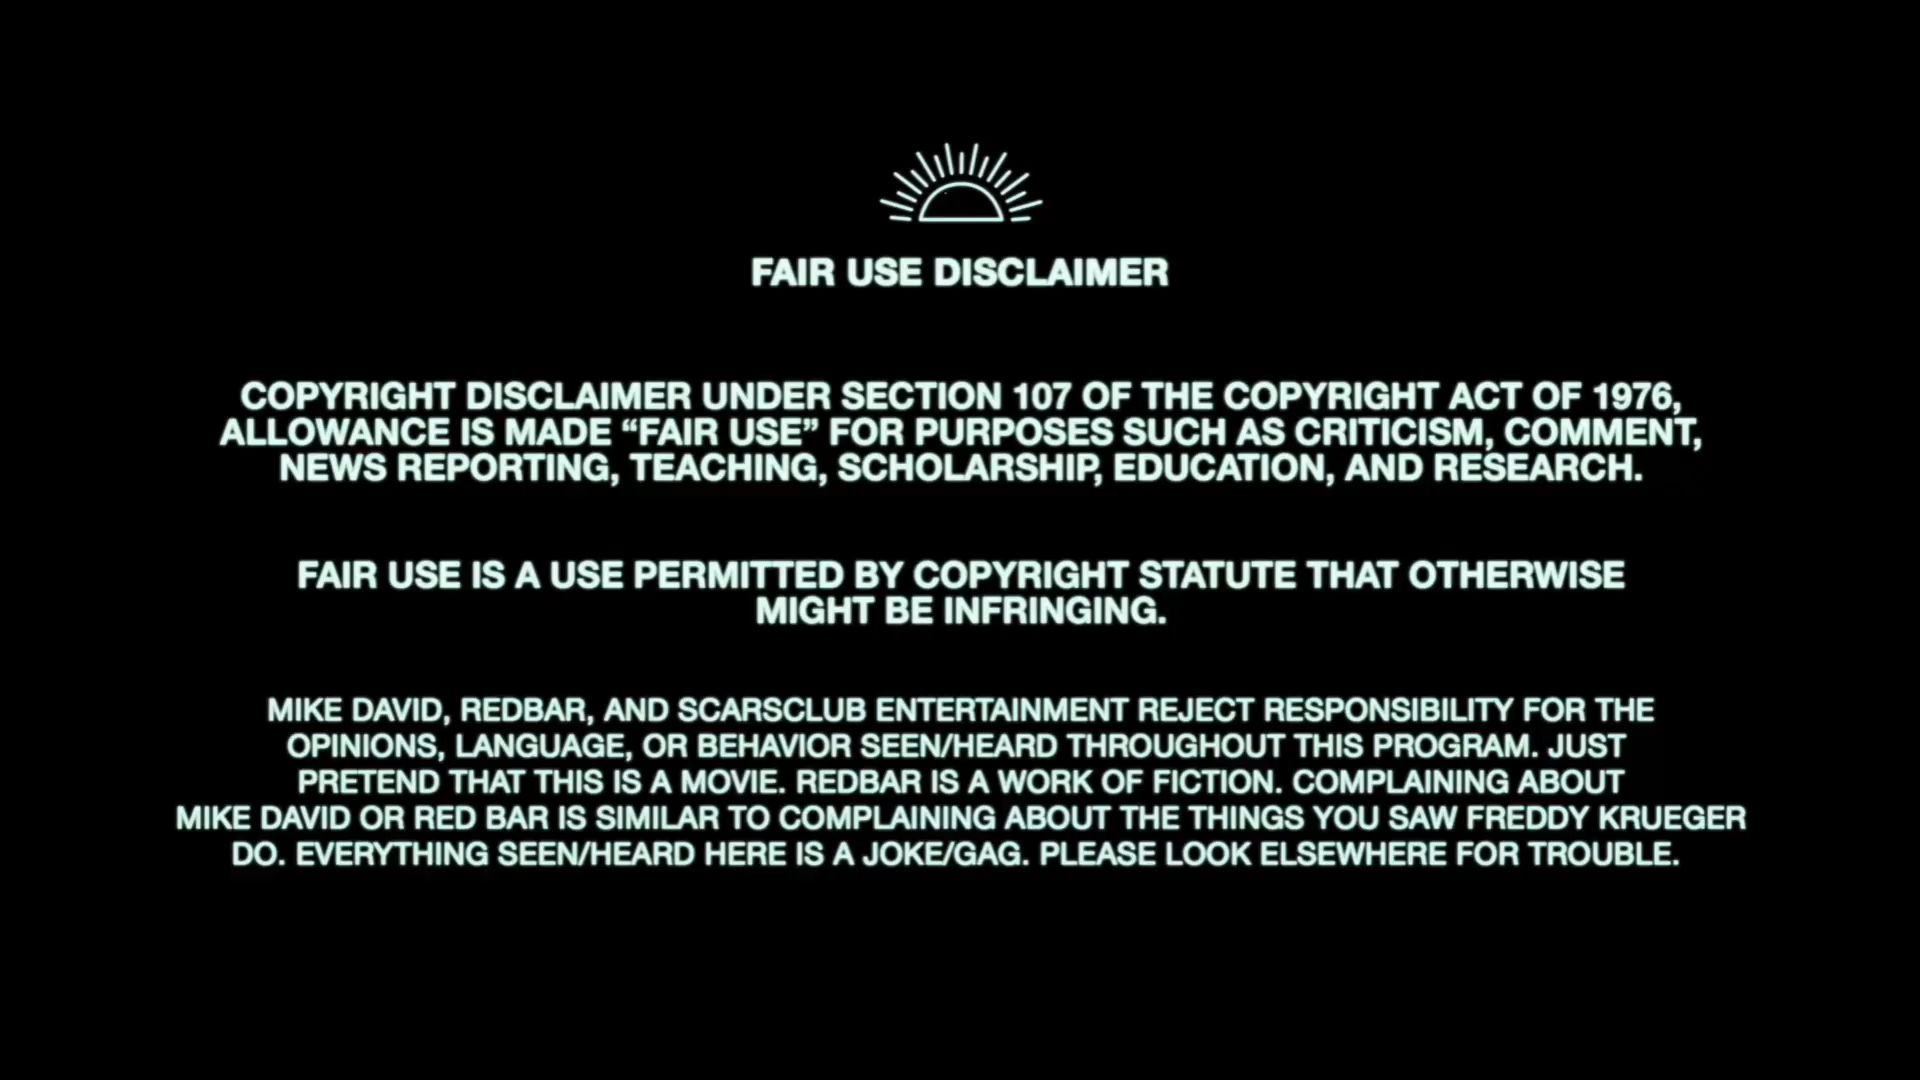 FAIR USE DISCLAIMER
COPYRIGHT DISCLAIMER UNDER SECTION 107 OF THE COPYRIGHT ACT OF 1976,
ALLOWANCE IS MADE “FAIR USE” FOR PURPOSES SUCH AS CRITICISM, COMMENT,
NEWS REPORTING, TEACHING, SCHOLARSHIP, EDUCATION, AND RESEARCH.
FAIR USE IS A USE PERMITTED BY COPYRIGHT STATUTE THAT OTHERWISE
MIGHT BE INFRINGING.
MIKE DAVID, REDBAR, AND SCARSCLUB ENTERTAINMENT REJECT RESPONSIBILITY FOR THE
OPINIONS, LANGUAGE, OR BEHAVIOR SEEN/HEARD THROUGHOUT THIS PROGRAM. JUST
PRETEND THAT THIS IS A MOVIE. REDBAR IS A WORK OF FICTION. COMPLAINING ABOUT
MIKE DAVID OR RED BAR IS SIMILAR TO COMPLAINING ABOUT THE THINGS YOU SAW FREDDY KRUEGER
DO. EVERYTHING SEEN/HEARD HERE IS A JOKE/GAG. PLEASE LOOK ELSEWHERE FOR TROUBLE.